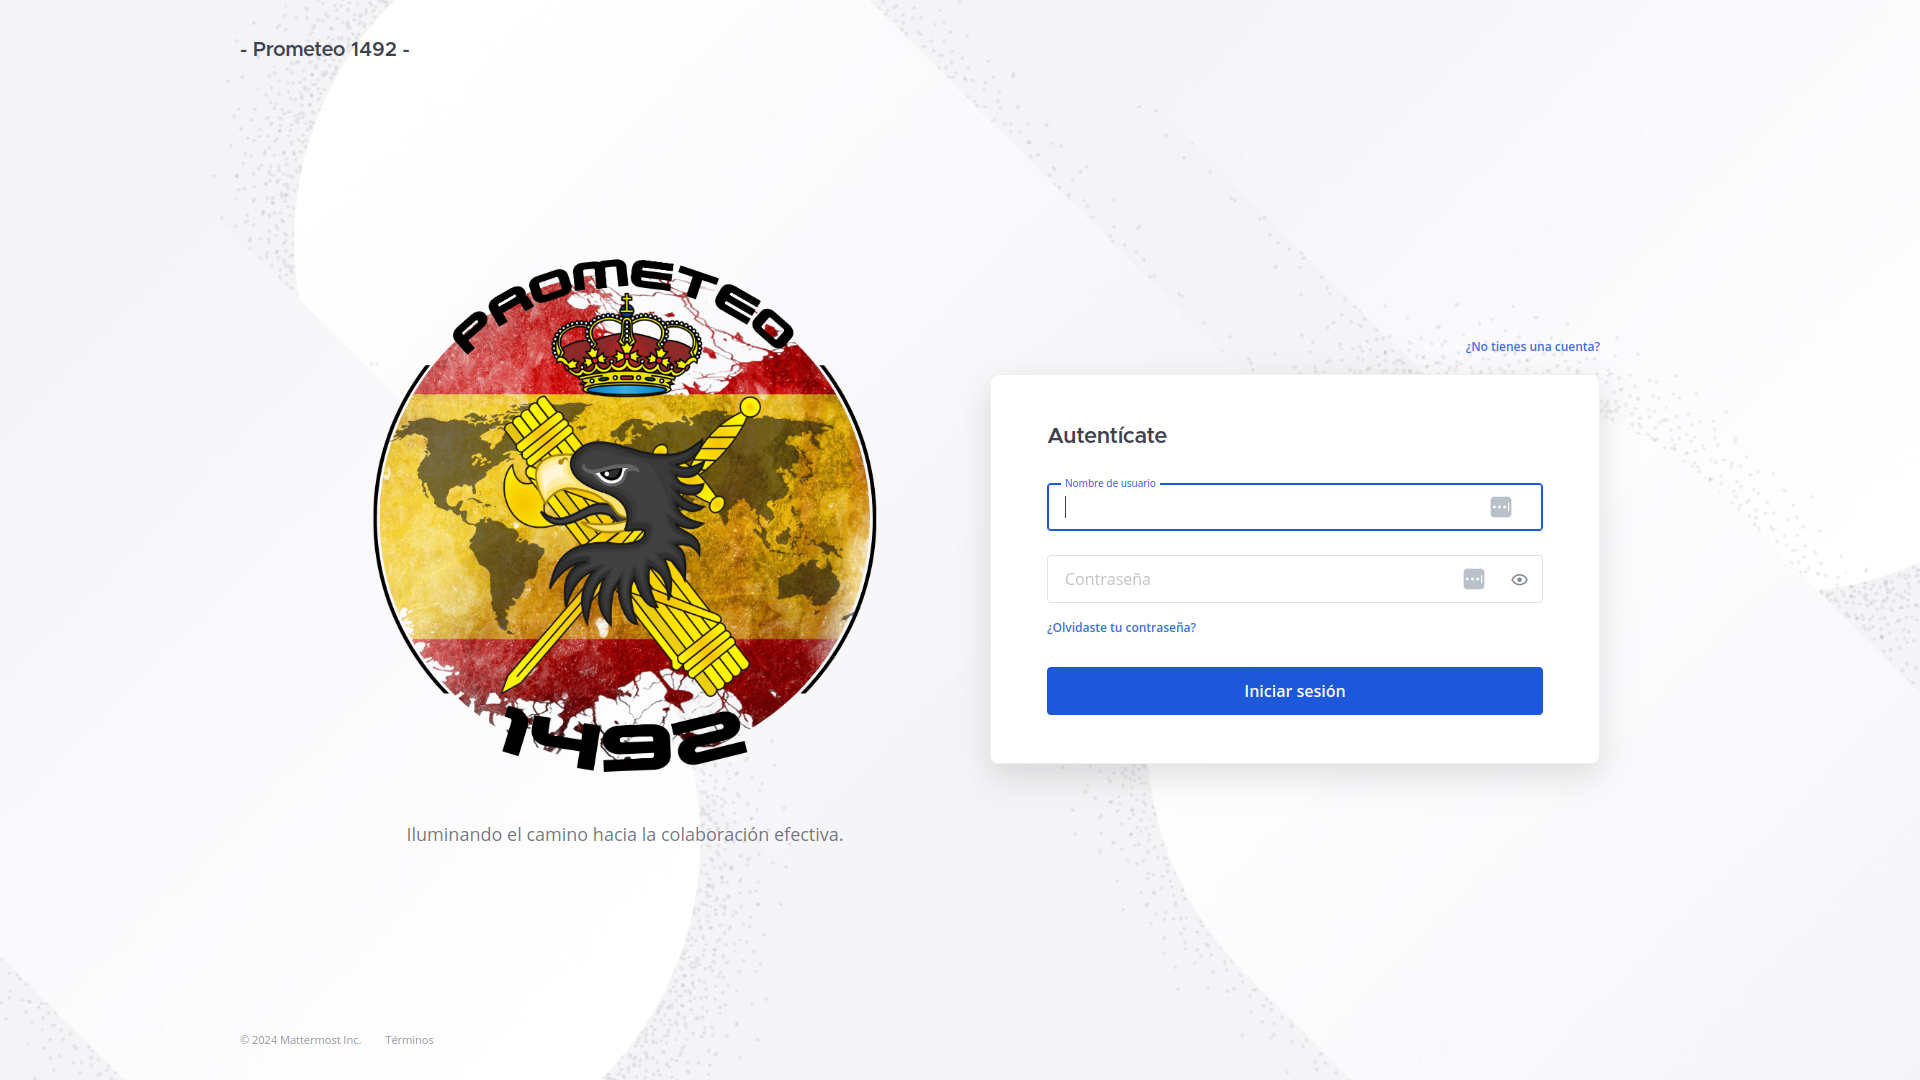 - Prometeo 1492 -
PROMETEO
1492
Iluminando el camino hacia la colaboración efectiva.
¿No tienes una cuenta?
Autentícate
Nombre de usuario
Contraseña
¿Olvidaste tu contraseña?
Iniciar sesión
© 2024 Mattermost Inc. Términos